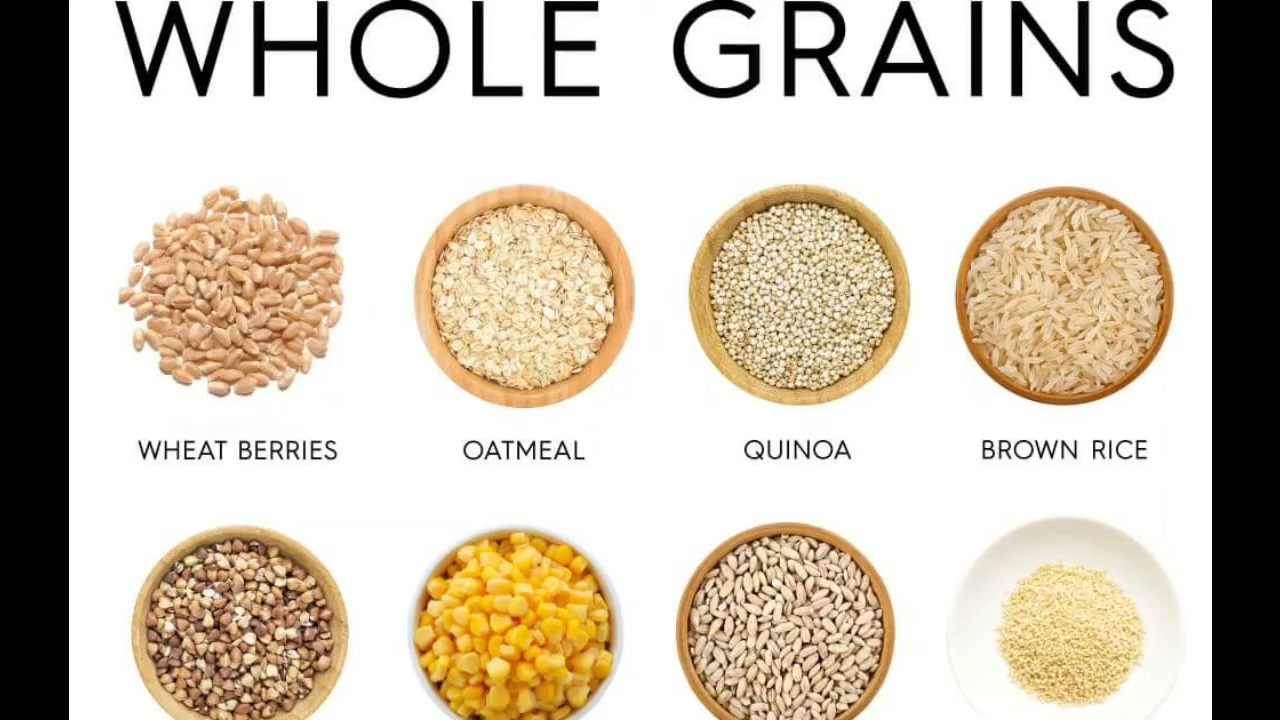 WHOLE GRAINS
WHEAT BERRIES
OATMEAL
QUINOA
BROWN RICE